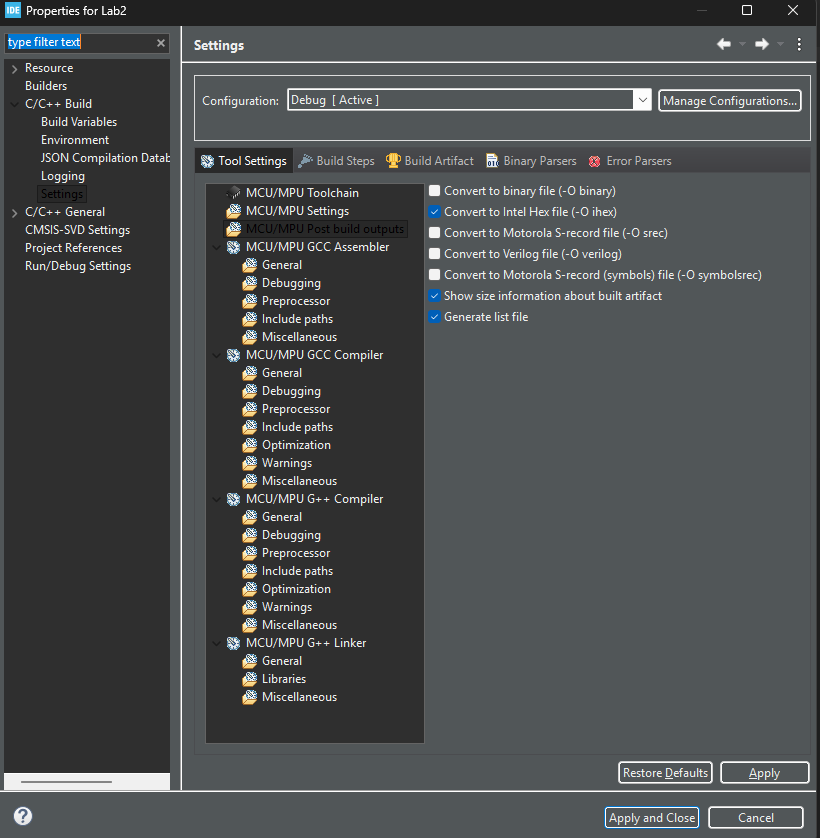 IDE Properties for Lab2
type filter text
Resource
Builders
C/C++ Build
Build Variables
Environment
JSON Compilation Datab
Logging
Settings
C/C++ General
CMSIS-SVD Settings
Project References
Run/Debug Settings
Settings
Configuration: Debug [ Active ] Manage Configurations...
Tool Settings Build Steps Build Artifact Binary Parsers Error Parsers
MCU/MPU Toolchain
MCU/MPU Settings
MCU/MPU Post build outputs
MCU/MPU GCC Assembler
General
Debugging
Preprocessor
Include paths
Miscellaneous
MCU/MPU GCC Compiler
General
Debugging
Preprocessor
Include paths
Optimization
Warnings
Miscellaneous
MCU/MPU G++ Compiler
General
Debugging
Preprocessor
Include paths
Optimization
Warnings
Miscellaneous
MCU/MPU G++ Linker
General
Libraries
Miscellaneous
Convert to binary file (-O binary)
Convert to Intel Hex file (-O ihex)
Convert to Motorola S-record file (-O srec)
Convert to Verilog file (-O verilog)
Convert to Motorola S-record (symbols) file (-O symbolsrec)
Show size information about built artifact
Generate list file
Restore Defaults Apply
? Apply and Close Cancel